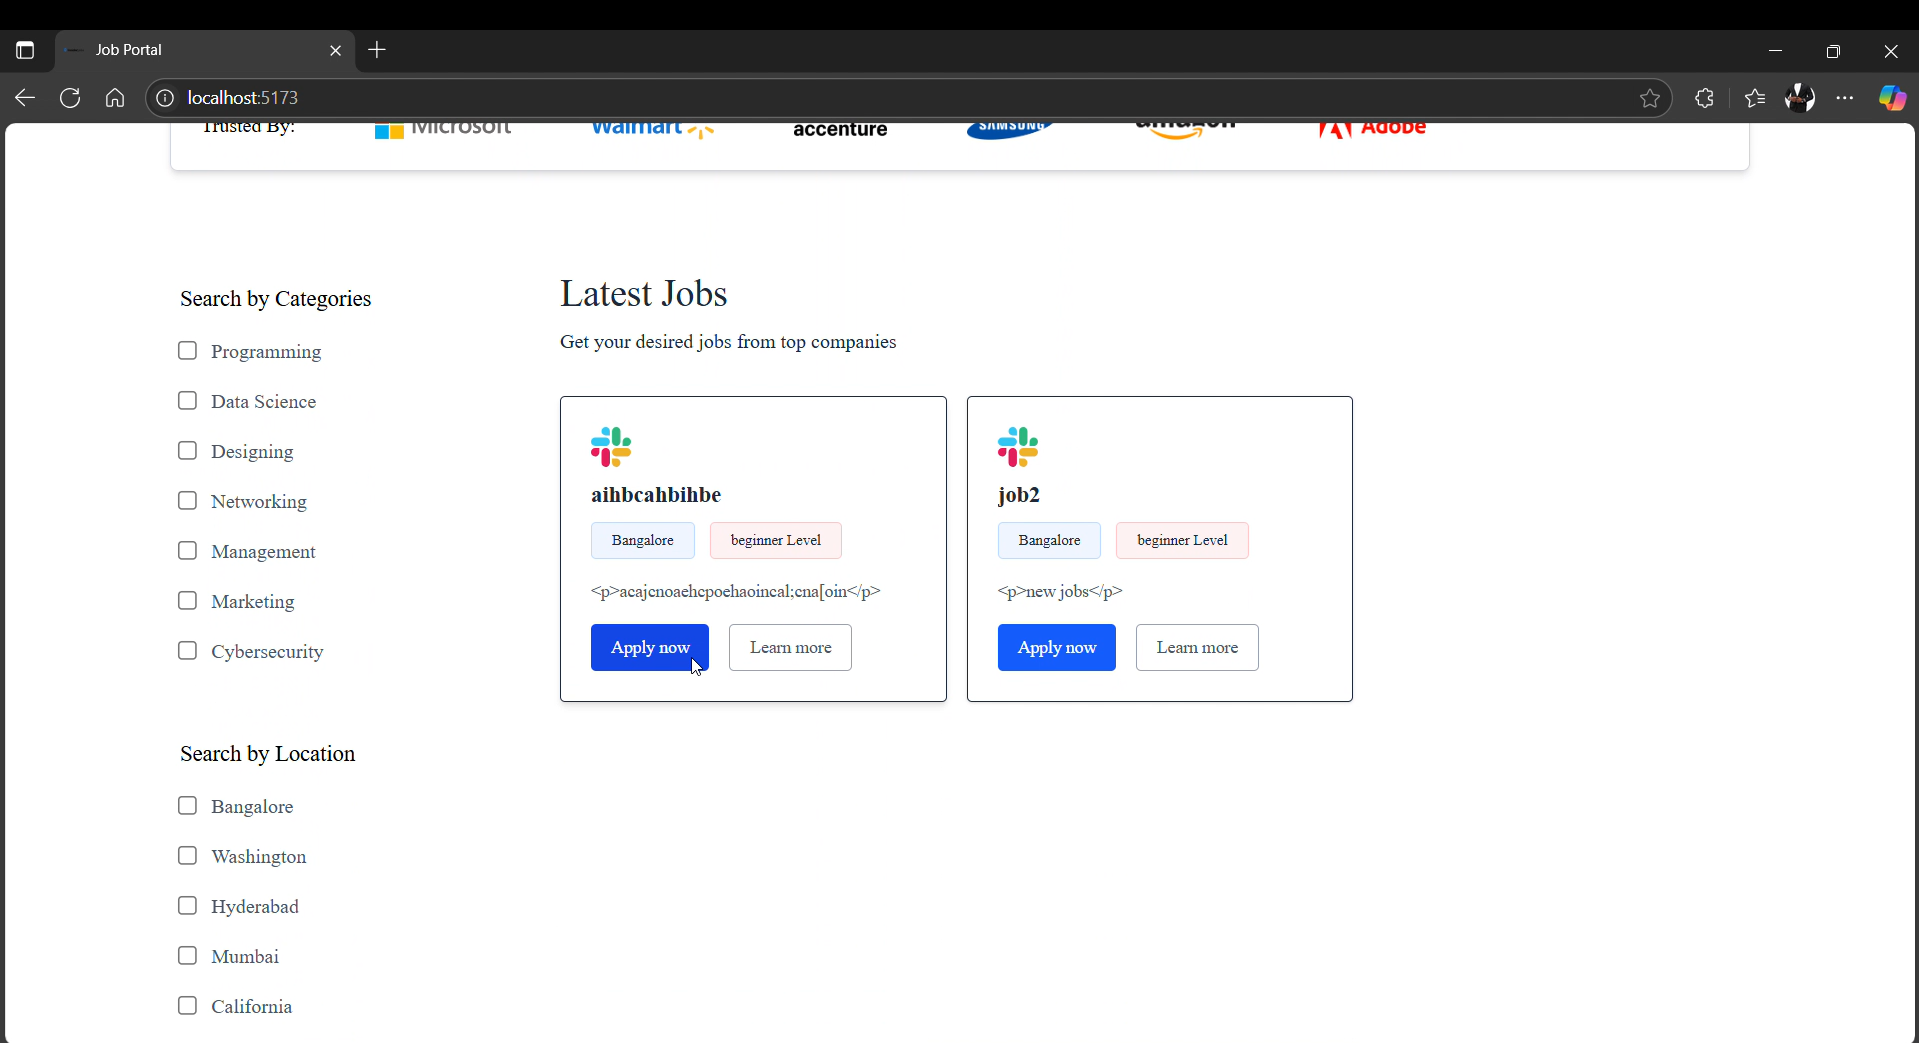 Job Portal
localhost:5173
Trusted By:
Microsoft
Walmart
accenture
SAMSUNG
amazon
Adobe
Search by Categories
Programming
Data Science
Designing
Networking
Management
Marketing
Cybersecurity
Search by Location
Bangalore
Washington
Hyderabad
Mumbai
California
Latest Jobs
Get your desired jobs from top companies
aihbcahbihbe
Bangalore
beginner Level
<p>acajcnoaehcpoehaoincal;cna[oin</p>
Apply now
Learn more
job2
Bangalore
beginner Level
<p>new jobs</p>
Apply now
Learn more